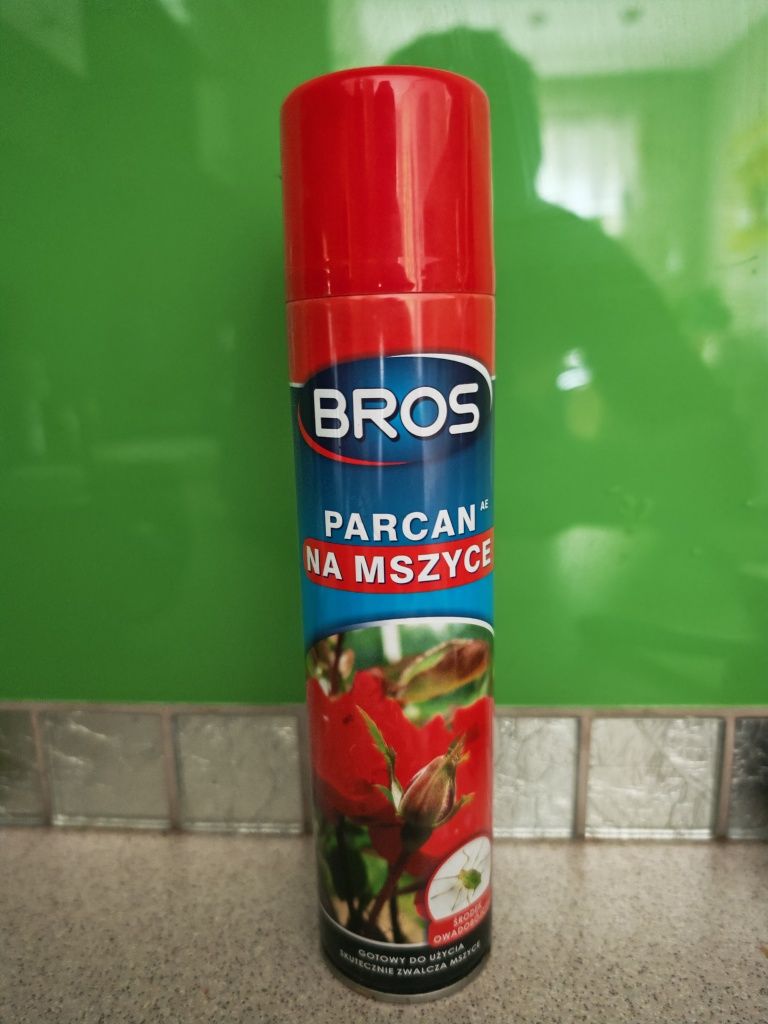 BROS
PARCAN AE
NA MSZYCE
ŚRODEK
OWADOBÓJCZY
GOTOWY DO UŻYCIA
SKUTECZNIE ZWALCZA MSZYCE